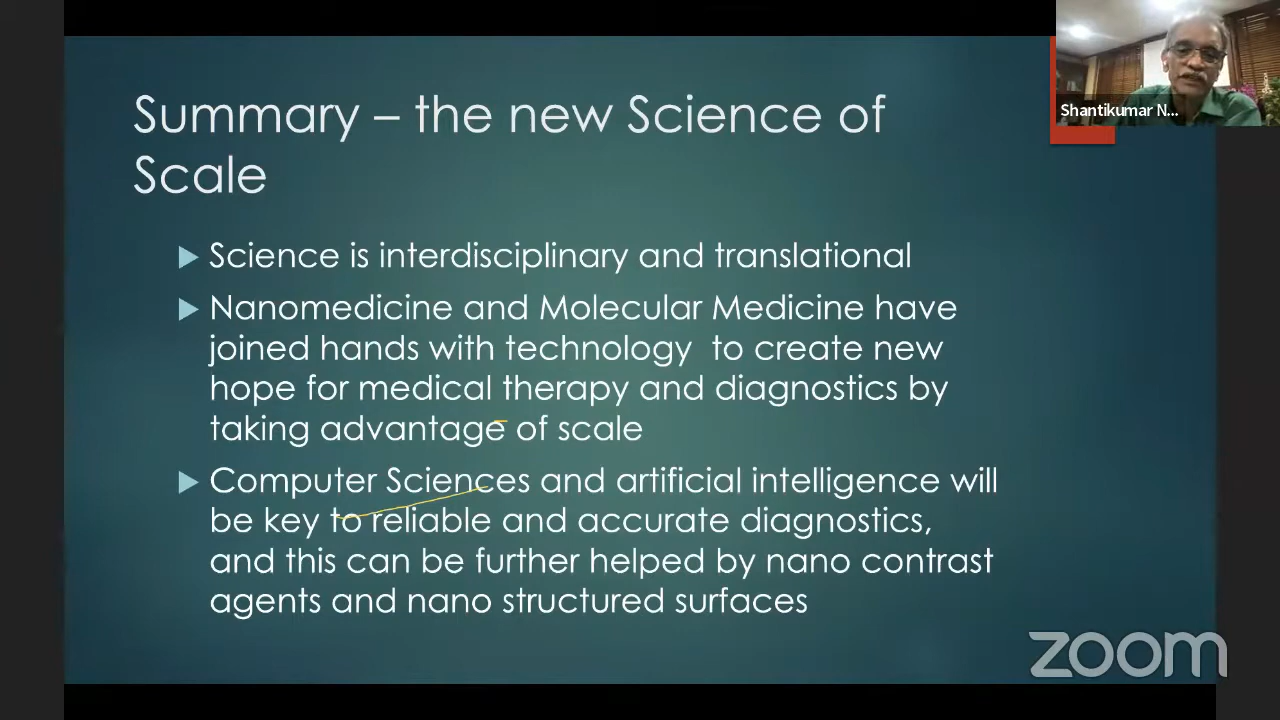 Shantikumar N...
Summary – the new Science of
Scale
Science is interdisciplinary and translational
Nanomedicine and Molecular Medicine have
joined hands with technology  to create new
hope for medical therapy and diagnostics by
taking advantage of scale
Computer Sciences and artificial intelligence will
be key to reliable and accurate diagnostics,
and this can be further helped by nano contrast
agents and nano structured surfaces
zoom